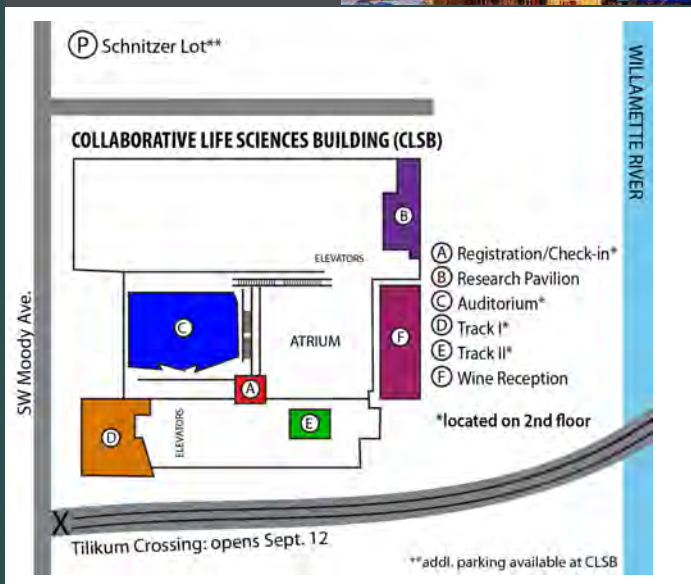 P Schnitzer Lot**
WILLAMETTE RIVER
COLLABORATIVE LIFE SCIENCES BUILDING (CLSB)
B
ELEVATORS
A Registration/Check-in*
B Research Pavilion
C Auditorium*
D Track I*
E Track II*
F Wine Reception
*located on 2nd floor
SW Moody Ave.
C
ATRIUM
F
A
D
ELEVATORS
E
X
Tilikum Crossing: opens Sept. 12
**addl. parking available at CLSB